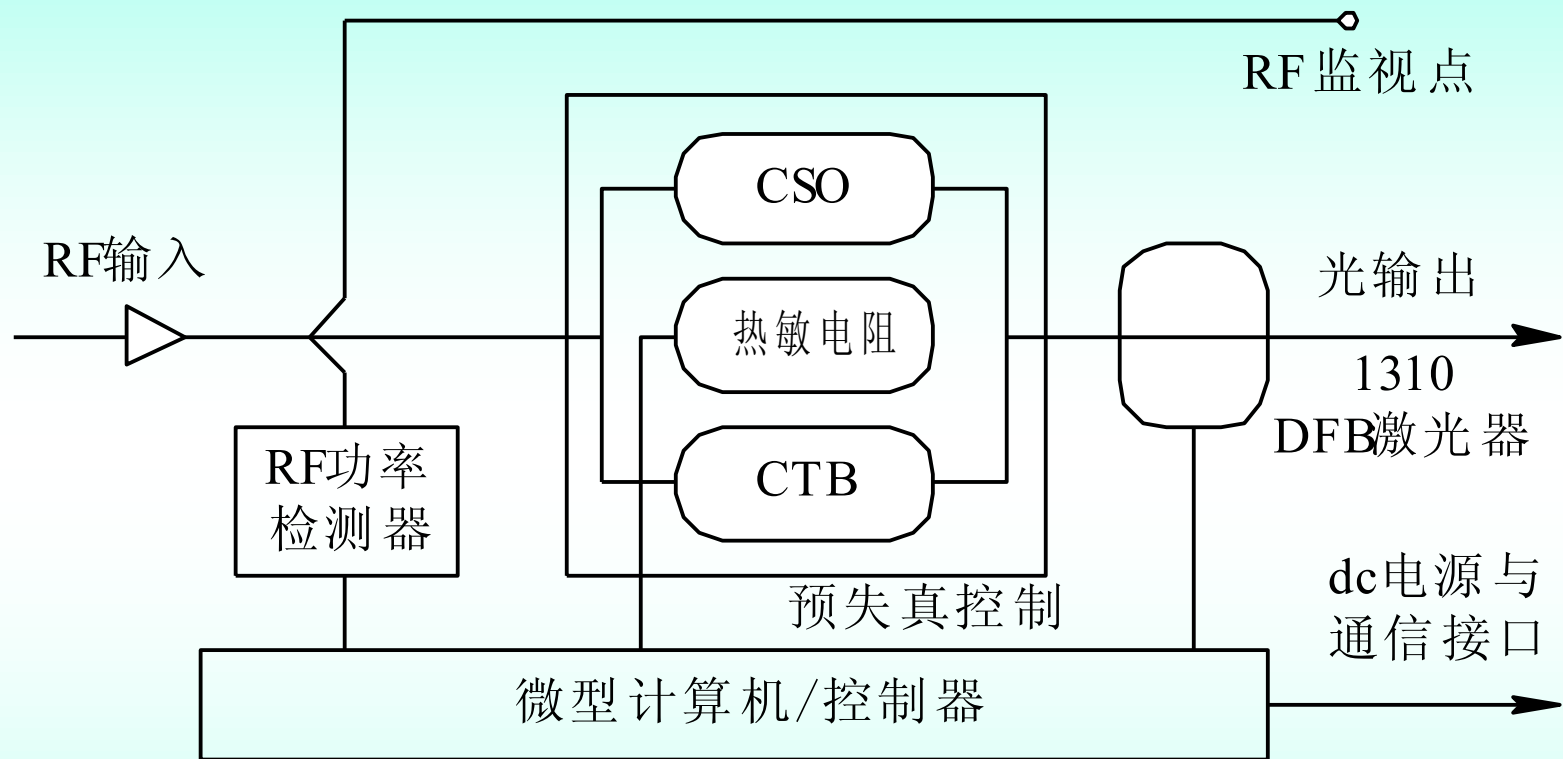 RF监视点
CSO
RF输入
光输出
热敏电阻
1310
DFB激光器
RF功率
检测器
CTB
dc电源与
通信接口
预失真控制
微型计算机/控制器